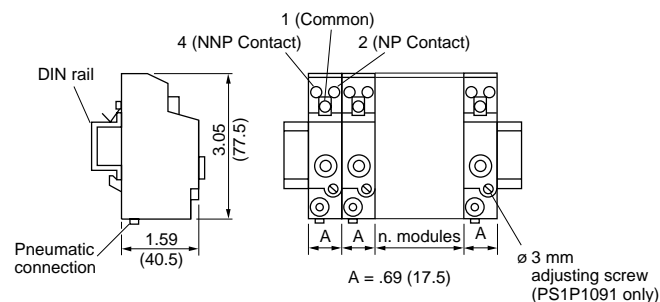 1 (Common)
4 (NNP Contact)
2 (NP Contact)
DIN rail
3.05
(77.5)
Pneumatic
connection
1.59
(40.5)
A
A
n. modules
A
A = .69 (17.5)
ø 3 mm
adjusting screw
(PS1P1091 only)